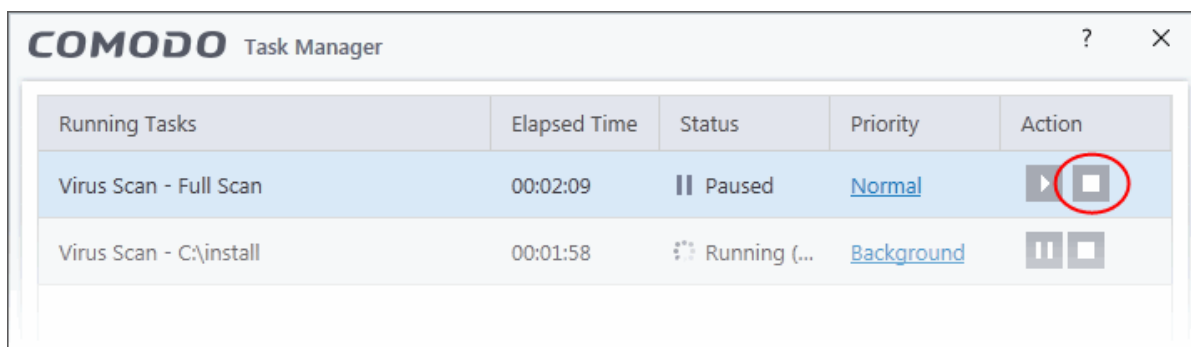 COMODO Task Manager ?
Running Tasks Elapsed Time Status Priority Action
Virus Scan - Full Scan 00:02:09 Paused Normal
Virus Scan - C:\install 00:01:58 Running (... Background